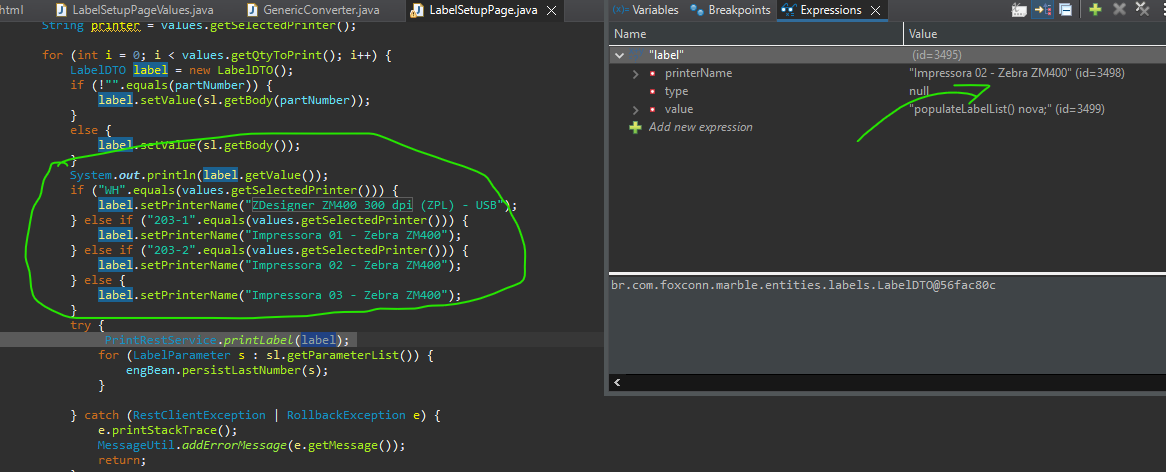 html
LabelSetupPageValues.java
GenericConverter.java
LabelSetupPage.java
String printer = values.getSelectedPrinter();
for (int i = 0; i < values.getQtyToPrint(); i++) {
LabelDTO label = new LabelDTO();
if (!"".equals(partNumber)) {
label.setValue(sl.getBody(partNumber));
}
else {
label.setValue(sl.getBody());
}
System.out.println(label.getValue());
if ("WH".equals(values.getSelectedPrinter())) {
label.setPrinterName("ZDesigner ZM400 300 dpi (ZPL) - USB");
} else if ("203-1".equals(values.getSelectedPrinter())) {
label.setPrinterName("Impressora 01 - Zebra ZM400");
} else if ("203-2".equals(values.getSelectedPrinter())) {
label.setPrinterName("Impressora 02 - Zebra ZM400");
} else {
label.setPrinterName("Impressora 03 - Zebra ZM400");
}
try {
PrintRestService.printLabel(label);
for (LabelParameter s : sl.getParameterList()) {
engBean.persistLastNumber(s);
}
} catch (RestClientException | RollbackException e) {
e.printStackTrace();
MessageUtil.addErrorMessage(e.getMessage());
return;
Variables
Breakpoints
Expressions
Name Value
"label" (id=3495)
printerName "Impressora 02 - Zebra ZM400" (id=3498)
type null
value "populateLabelList() nova;" (id=3499)
Add new expression
br.com.foxconn.marble.entities.labels.LabelDTO@56fac80c